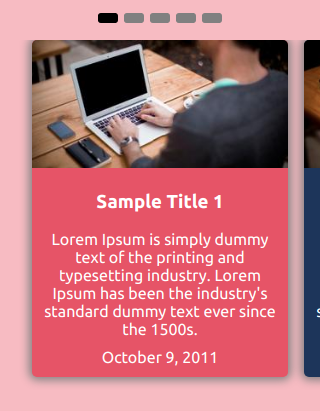 Sample Title 1
Lorem Ipsum is simply dummy
text of the printing and
typesetting industry. Lorem
Ipsum has been the industry's
standard dummy text ever since
the 1500s.
October 9, 2011